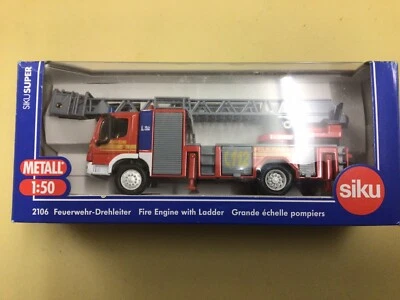 SIKU SUPER
METALL
1:50
siku
2106 Feuerwehr-Drehleiter Fire Engine with Ladder Grande échelle pompiers